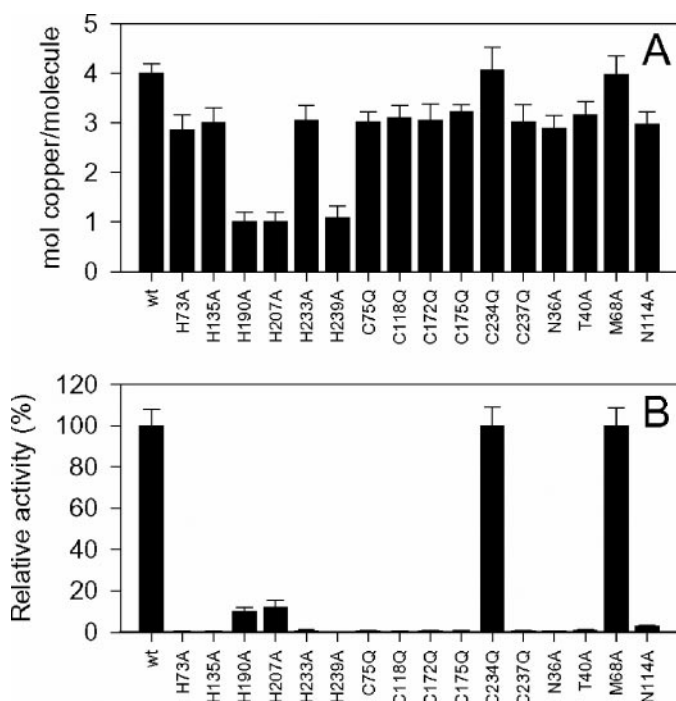 A
mol copper/molecule
5
4
3
2
1
0
wt
H73A
H135A
H190A
H207A
H233A
H239A
C75Q
C118Q
C172Q
C175Q
C234Q
C237Q
N36A
T40A
M68A
N114A
B
Relative activity (%)
120
100
80
60
40
20
0
wt
H73A
H135A
H190A
H207A
H233A
H239A
C75Q
C118Q
C172Q
C175Q
C234Q
C237Q
N36A
T40A
M68A
N114A